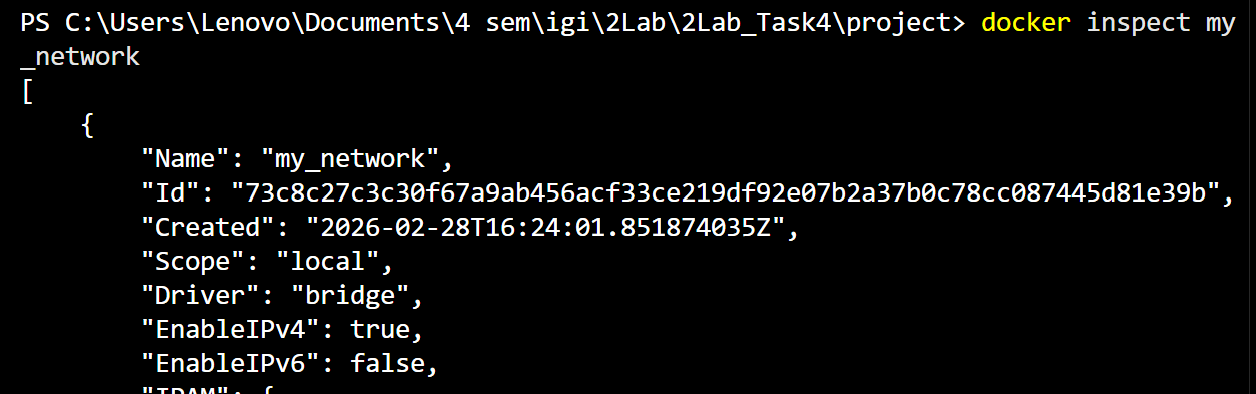 PS C:\Users\Lenovo\Documents\4 sem\igi\2Lab\2Lab_Task4\project> docker inspect my
_network
[
    {
        "Name": "my_network",
        "Id": "73c8c27c3c30f67a9ab456acf33ce219df92e07b2a37b0c78cc087445d81e39b",
        "Created": "2026-02-28T16:24:01.851874035Z",
        "Scope": "local",
        "Driver": "bridge",
        "EnableIPv4": true,
        "EnableIPv6": false,
        "IPAM": {